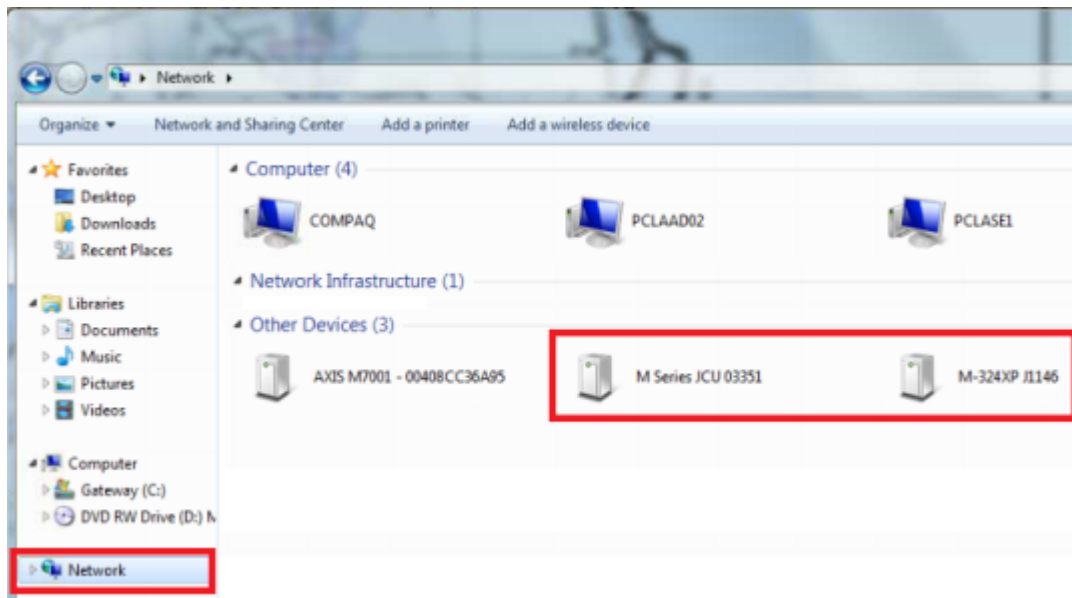 Network
Organize Network and Sharing Center Add a printer Add a wireless device
Favorites
Desktop
Downloads
Recent Places
Libraries
Documents
Music
Pictures
Videos
Computer
Gateway (C:)
DVD RW Drive (D:) M
Network
Computer (4)
COMPAQ PCLAAD02 PCLASE1
Network Infrastructure (1)
Other Devices (3)
AXIS M7001 - 00408CC36A95 M Series JCU 03351 M-324XP J1146